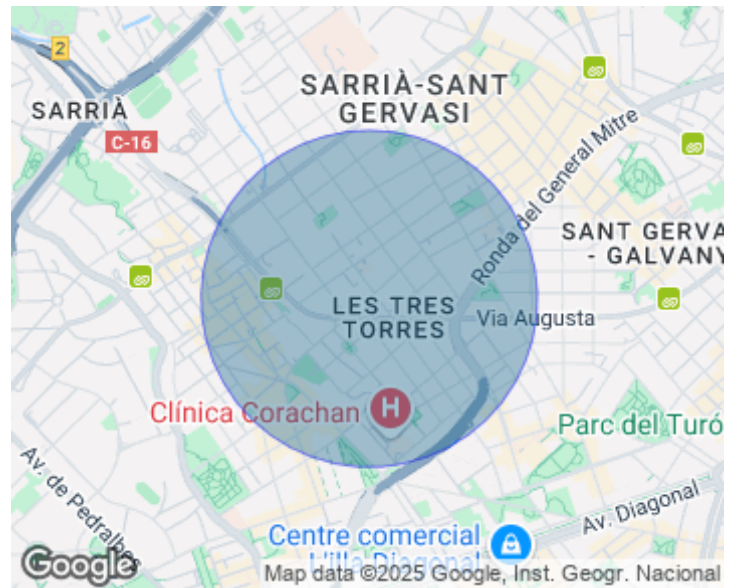 2
SARRIÀ-SANT
GERVASI
SARRIÀ
C-16
Ronda del General Mitre
SANT GERVA
- GALVANY
LES TRES
TORRES
Via Augusta
Clínica Corachan
H
Parc del Turó
Av. de Pedralbes
Av. Diagonal
Centre comercial
L'illa Diagonal
Google
Map data ©2025 Google, Inst. Geogr. Nacional